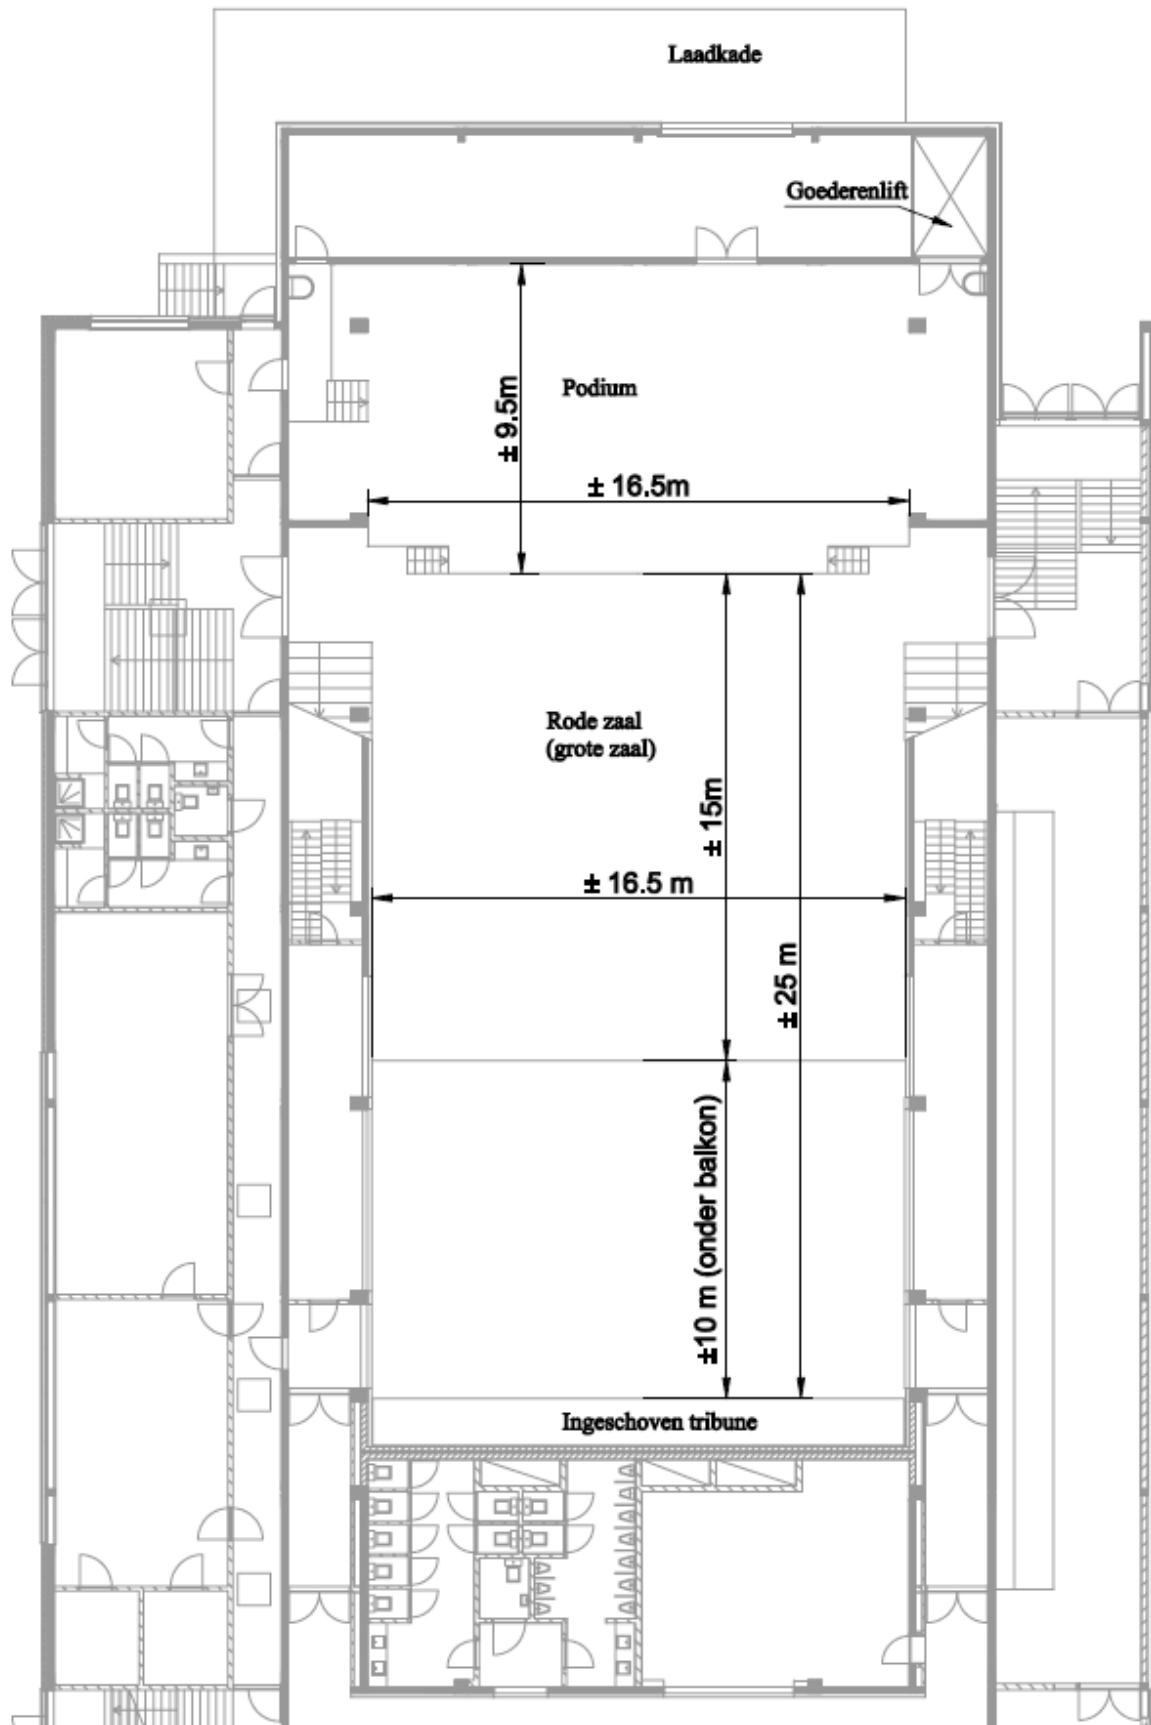 Laadkade
Goederenlift
± 9.5m
Podium
± 16.5m
Rode zaal
(grote zaal)
± 15m
± 16.5 m
± 25 m
±10 m (onder balkon)
Ingeschoven tribune